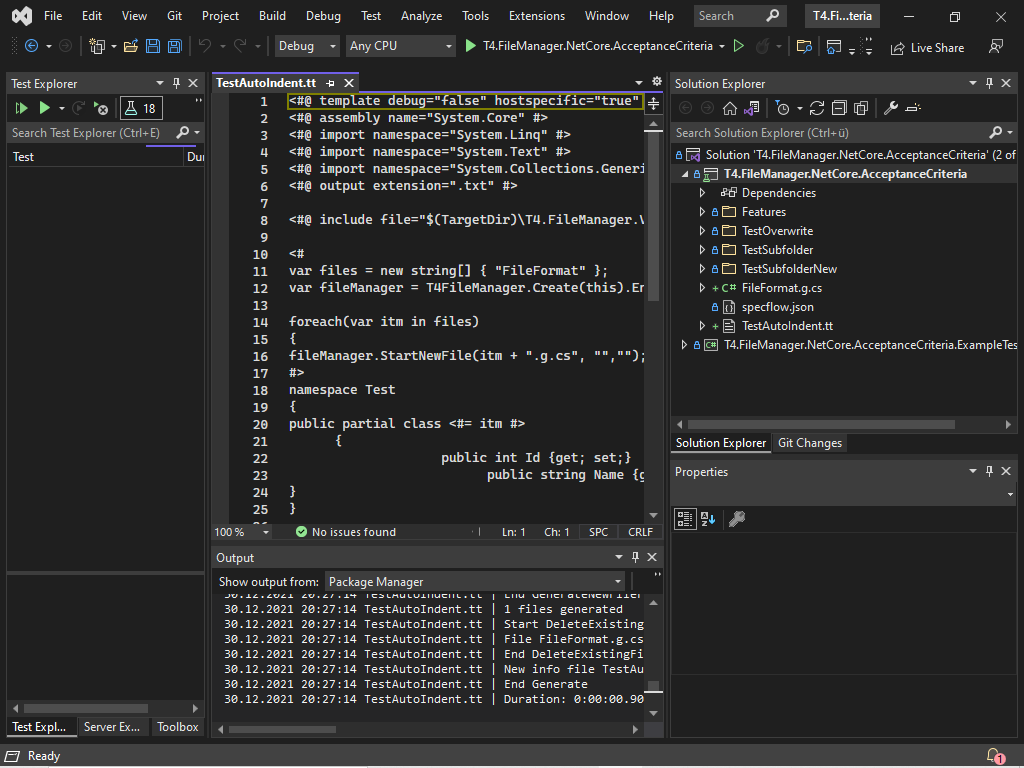 File Edit View Git Project Build Debug Test Analyze Tools Extensions Window Help Search T4.Fi...teria
Debug Any CPU T4.FileManager.NetCore.AcceptanceCriteria Live Share
Test Explorer
18
Search Test Explorer (Ctrl+E)
Test Dur
Test Expl... Server Ex... Toolbox
TestAutoIndent.tt
1 <#@ template debug="false" hostspecific="true"
2 <#@ assembly name="System.Core" #>
3 <#@ import namespace="System.Linq" #>
4 <#@ import namespace="System.Text" #>
5 <#@ import namespace="System.Collections.Generi
6 <#@ output extension=".txt" #>
7
8 <#@ include file="$(TargetDir)\T4.FileManager.V
9
10 <#
11 var files = new string[] { "FileFormat" };
12 var fileManager = T4FileManager.Create(this).En
13
14 foreach(var itm in files)
15 {
16 fileManager.StartNewFile(itm + ".g.cs", "","");
17 #>
18 namespace Test
19 {
20 public partial class <#= itm #>
21 {
22 public int Id {get; set;}
23 public string Name {g
24 }
25 }
100 % No issues found Ln: 1 Ch: 1 SPC CRLF
Output
Show output from: Package Manager
30.12.2021 20:27:14 TestAutoIndent.tt | End GenerateNewFiles
30.12.2021 20:27:14 TestAutoIndent.tt | 1 files generated
30.12.2021 20:27:14 TestAutoIndent.tt | Start DeleteExisting
30.12.2021 20:27:14 TestAutoIndent.tt | File FileFormat.g.cs
30.12.2021 20:27:14 TestAutoIndent.tt | End DeleteExistingFi
30.12.2021 20:27:14 TestAutoIndent.tt | New info file TestAu
30.12.2021 20:27:14 TestAutoIndent.tt | End Generate
30.12.2021 20:27:14 TestAutoIndent.tt | Duration: 0:00:00.90
Solution Explorer
Search Solution Explorer (Ctrl+ü)
Solution 'T4.FileManager.NetCore.AcceptanceCriteria' (2 of
T4.FileManager.NetCore.AcceptanceCriteria
Dependencies
Features
TestOverwrite
TestSubfolder
TestSubfolderNew
C# FileFormat.g.cs
specflow.json
TestAutoIndent.tt
C# T4.FileManager.NetCore.AcceptanceCriteria.ExampleTes
Solution Explorer Git Changes
Properties
Ready 1